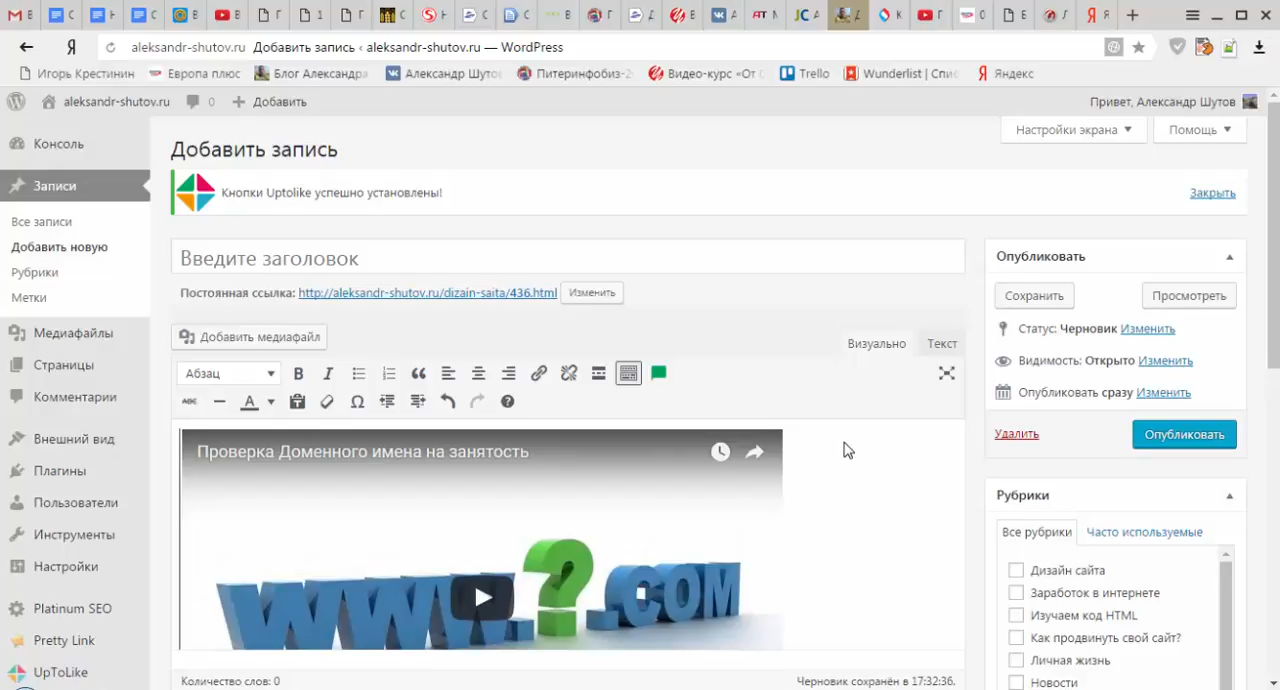 aleksandr-shutov.ru Добавить запись ‹ aleksandr-shutov.ru — WordPress
Игорь Крестинин Европа плюс Блог Александра Александр Шутов Питеринфобиз-2 Видео-курс «От Trello Wunderlist | Спи Яндекс
aleksandr-shutov.ru 0 Добавить Привет, Александр Шутов
Настройки экрана Помощь
Консоль
Записи
Все записи
Добавить новую
Рубрики
Метки
Медиафайлы
Страницы
Комментарии
Внешний вид
Плагины
Пользователи
Инструменты
Настройки
Platinum SEO
Pretty Link
UpToLike
Добавить запись
Кнопки Uptolike успешно установлены! Закрыть
Введите заголовок
Постоянная ссылка: http://aleksandr-shutov.ru/dizain-saita/436.html Изменить
Добавить медиафайл
Визуально Текст
Абзац
Проверка Доменного имена на занятость
WWW.?.COM
Количество слов: 0 Черновик сохранён в 17:32:36.
Опубликовать
Сохранить Просмотреть
Статус: Черновик Изменить
Видимость: Открыто Изменить
Опубликовать сразу Изменить
Удалить Опубликовать
Рубрики
Все рубрики Часто используемые
Дизайн сайта
Заработок в интернете
Изучаем код HTML
Как продвинуть свой сайт?
Личная жизнь
Новости